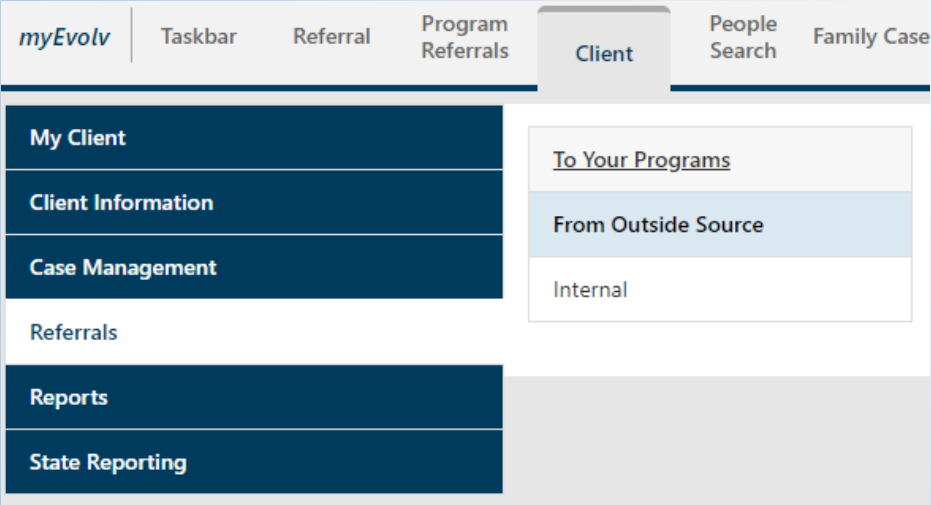 myEvolv
Taskbar
Referral
Program
Referrals
Client
People
Search
Family Case
My Client
Client Information
Case Management
Referrals
Reports
State Reporting
To Your Programs
From Outside Source
Internal